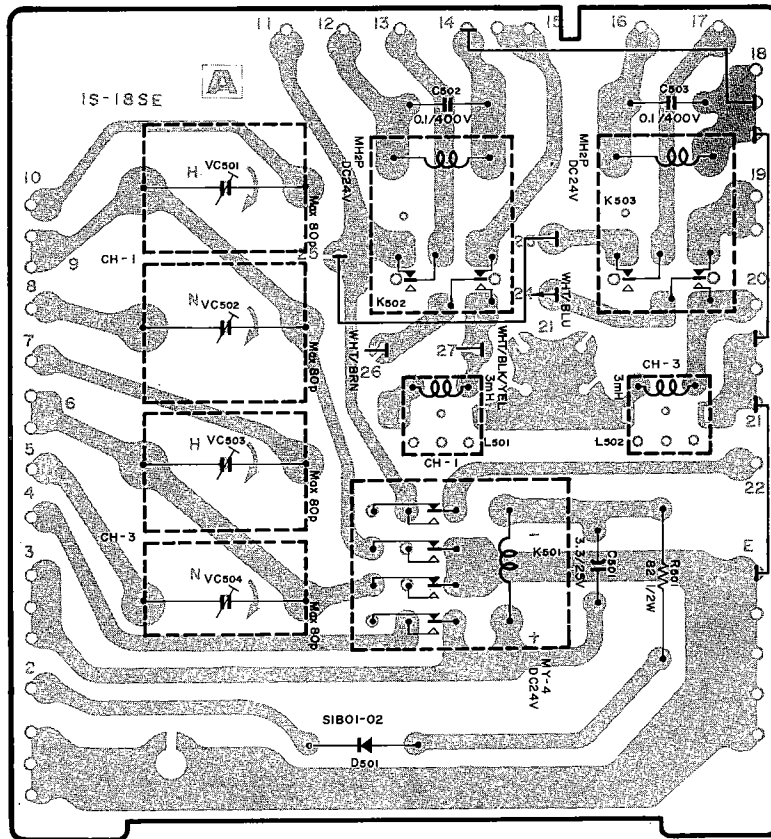 11 12 13 14 15 16 17
18
1S-18SE
A
C502
0.1/400V
C503
0.1/400V
MH2P
DC24V
MH2P
DC24V
H
VC501
Max 80p
10
9
CH-1
K503
19
25
23
K502
24
WHT/BLU
20
8
N
VC502
Max 80p
21
7
WHT/BRN
26
27
WHT/BLK/YEL
3mH
CH-3
3mH
6
H
VC503
Max 80p
L501
L502
21
CH-1
5
22
4
CH-3
K501
C501
3.3/25V
R501
82 1/2W
E
3
N
VC504
Max 80p
+
MY-4
DC24V
2
SIB01-02
D501